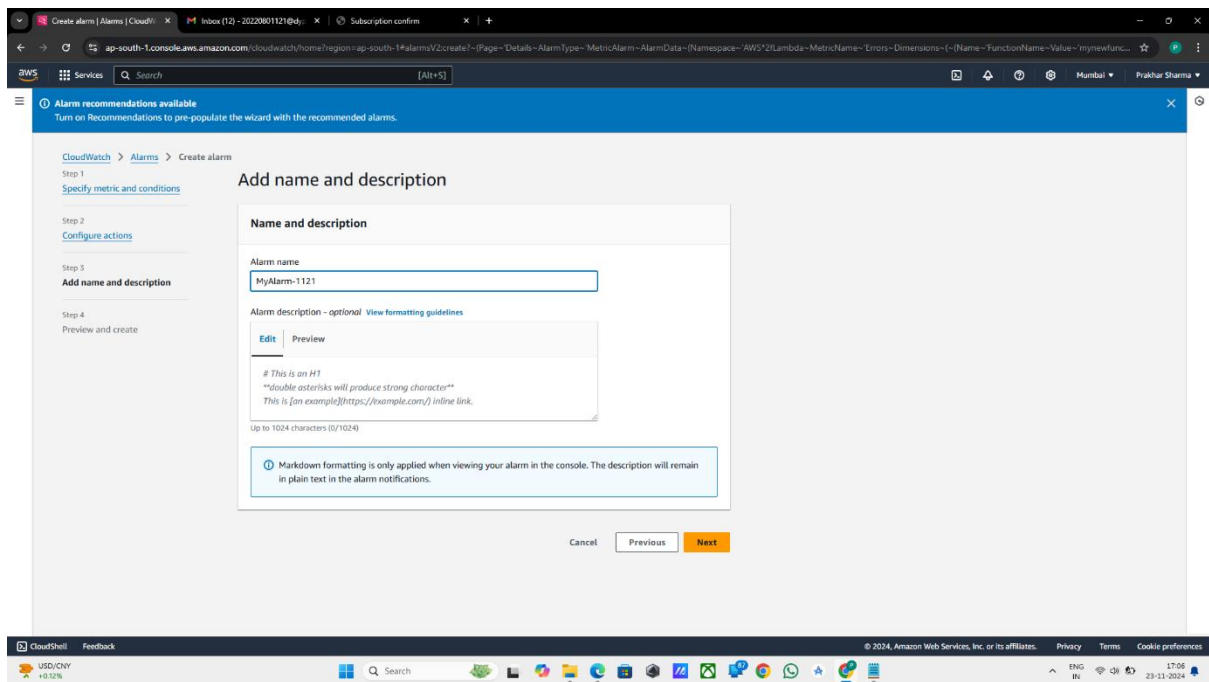 Create alarm | Alarms | CloudW
Inbox (12) - 20220801121@dy
Subscription confirm
ap-south-1.console.aws.amazon.com/cloudwatch/home?region=ap-south-1#alarmsV2:create?~(Page~'Details~AlarmType~'MetricAlarm~AlarmData~(Namespace~'AWS*2fLambda~MetricName~'Errors~Dimensions~(~(Name~'FunctionName~Value~'mynewfunc...
aws
Services
Search
[Alt+S]
Mumbai
Prakhar Sharma
Alarm recommendations available
Turn on Recommendations to pre-populate the wizard with the recommended alarms.
CloudWatch > Alarms > Create alarm
Step 1
Specify metric and conditions
Step 2
Configure actions
Step 3
Add name and description
Step 4
Preview and create
Add name and description
Name and description
Alarm name
MyAlarm-1121
Alarm description - optional View formatting guidelines
Edit
Preview
# This is an H1
**double asterisks will produce strong character**
This is [an example](https://example.com/) inline link.
Up to 1024 characters (0/1024)
Markdown formatting is only applied when viewing your alarm in the console. The description will remain
in plain text in the alarm notifications.
Cancel
Previous
Next
CloudShell
Feedback
© 2024, Amazon Web Services, Inc. or its affiliates.
Privacy
Terms
Cookie preferences
USD/CNY
+0.12%
Search
ENG
IN
17:06
23-11-2024